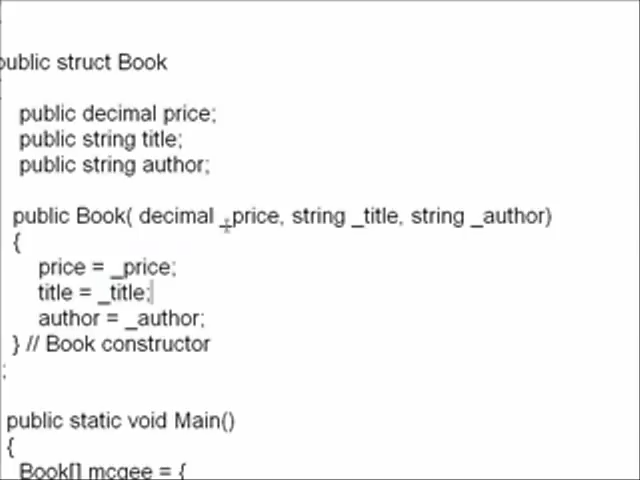 public struct Book
public decimal price;
public string title;
public string author;
public Book( decimal _price, string _title, string _author)
{
price = _price;
title = _title;
author = _author;
} // Book constructor
;
public static void Main()
{
Book[] mcgee = {